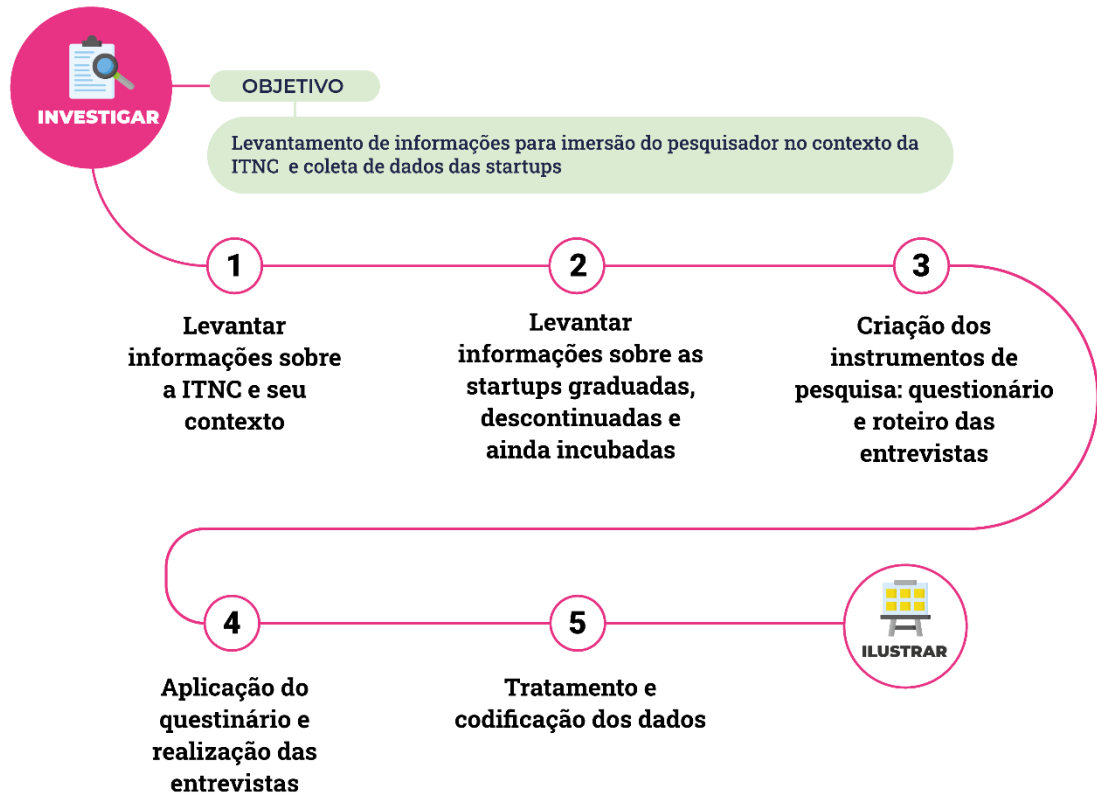 INVESTIGAR
OBJETIVO
Levantamento de informações para imersão do pesquisador no contexto da
ITNC e coleta de dados das startups
1
Levantar
informações sobre
a ITNC e seu
contexto
2
Levantar
informações sobre as
startups graduadas,
descontinuadas e
ainda incubadas
3
Criação dos
instrumentos de
pesquisa: questionário
e roteiro das
entrevistas
4
Aplicação do
questinário e
realização das
entrevistas
5
Tratamento e
codificação dos dados
ILUSTRAR